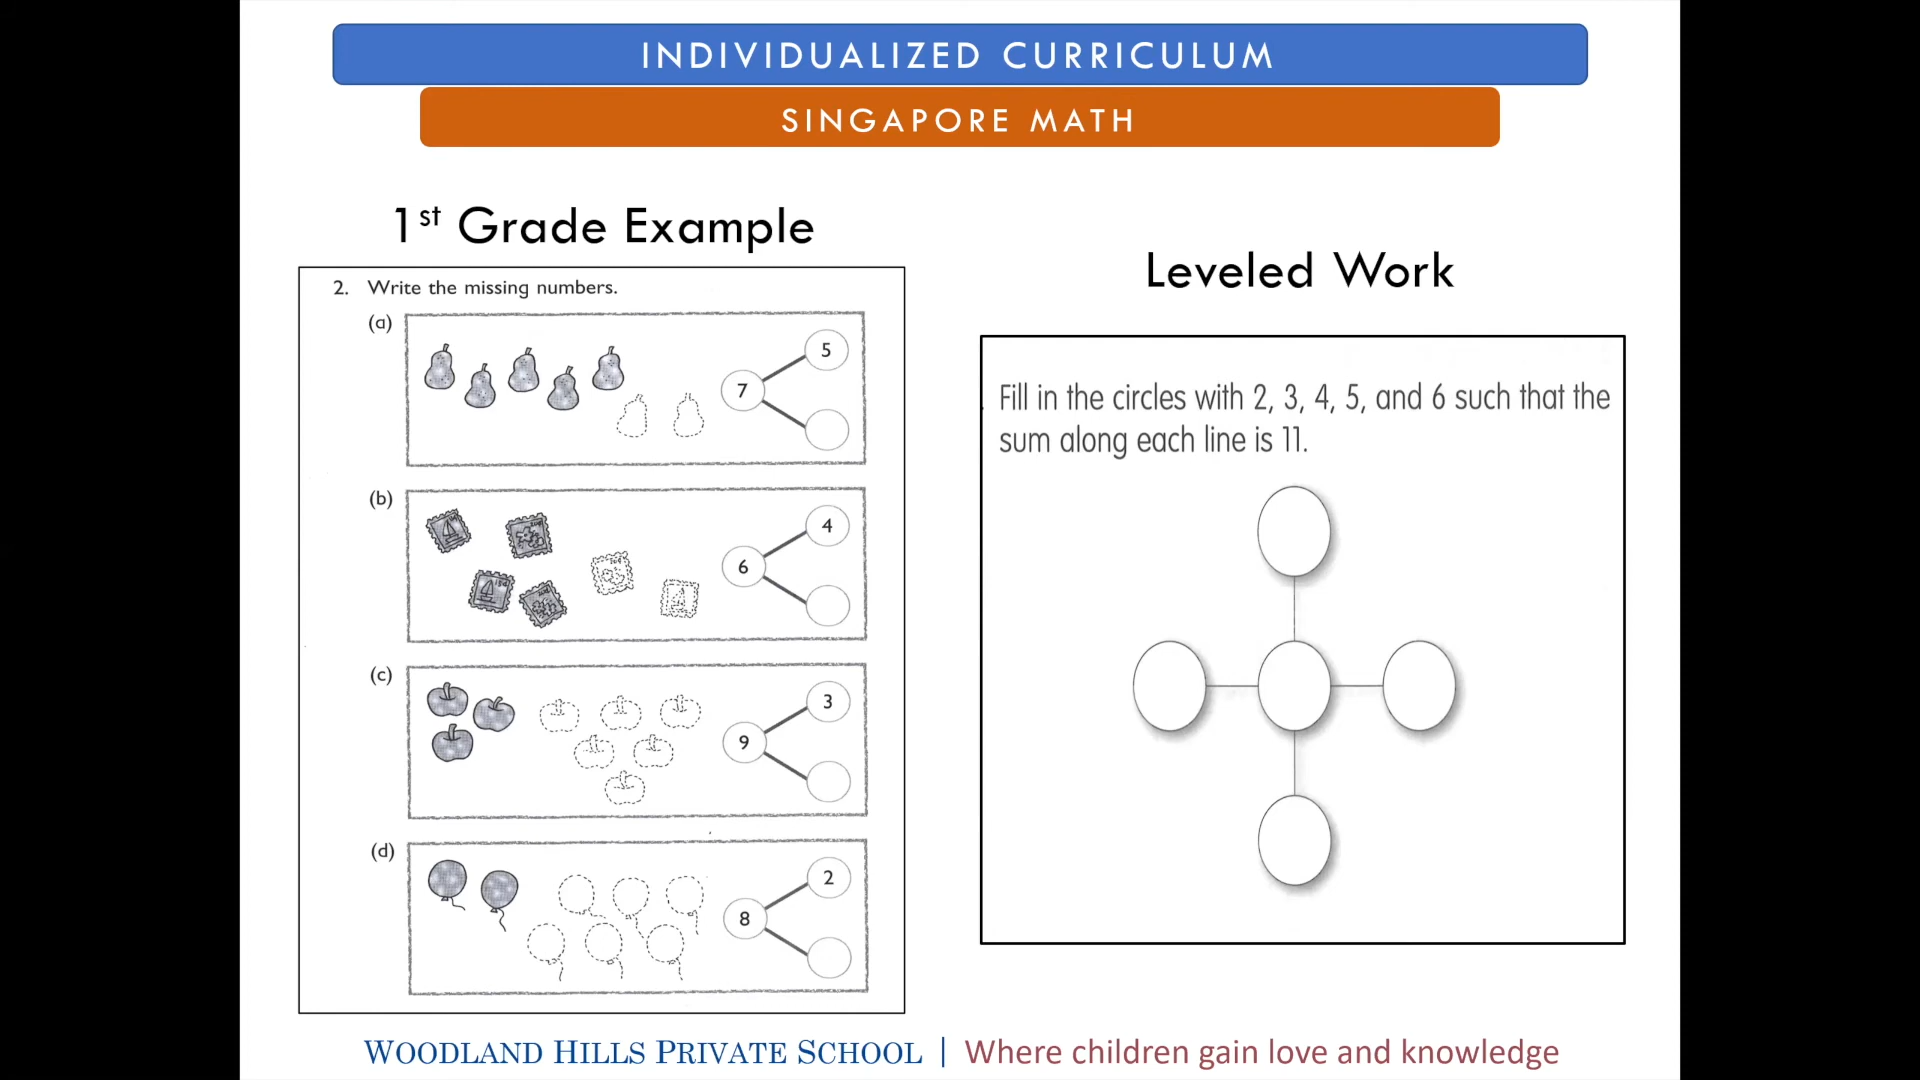 INDIVIDUALIZED CURRICULUM
SINGAPORE MATH
1st Grade Example
2. Write the missing numbers.
(a)
5
7
(b)
4
6
(c)
3
9
(d)
2
8
Leveled Work
Fill in the circles with 2, 3, 4, 5, and 6 such that the
sum along each line is 11.
WOODLAND HILLS PRIVATE SCHOOL | Where children gain love and knowledge